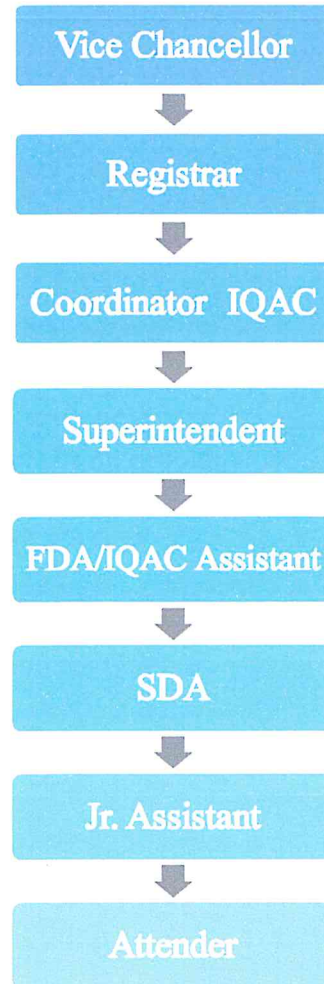 Vice Chancellor
Registrar
Coordinator IQAC
Superintendent
FDA/IQAC Assistant
SDA
Jr. Assistant
Attender